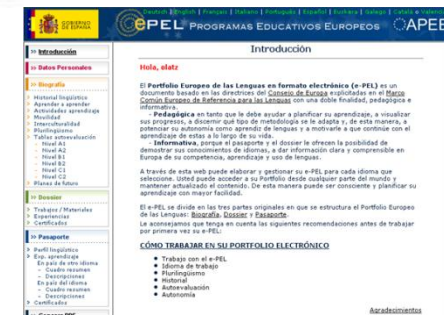 Deutsch | English | Français | Italiano | Português | Español | Euskara | Galego | Català
GOBIERNO
DE ESPAÑA
ePEL PROGRAMAS EDUCATIVOS EUROPEOS OAPEE
>> Introducción
>> Datos Personales
>> Biografía
Historial lingüístico
Aprender a aprender
Actividades aprendizaje
Movilidad
Interculturalidad
Plurilingüismo
Tablas autoevaluación
- Nivel A1
- Nivel A2
- Nivel B1
- Nivel B2
- Nivel C1
- Nivel C2
Planes de futuro
>> Dossier
Trabajos / Materiales
Experiencias
Certificados
>> Pasaporte
Perfil lingüístico
Exp. aprendizaje
En país de otro idioma
- Cuadro resumen
- Descripciones
En país del idioma
- Cuadro resumen
- Descripciones
Certificados
Introducción
Hola, olatz
El Portfolio Europeo de las Lenguas en formato electrónico (e-PEL) es un
documento basado en las directrices del Consejo de Europa explicitadas en el Marco
Común Europeo de Referencia para las Lenguas con una doble finalidad, pedagógica e
informativa.
- Pedagógica en tanto que le debe ayudar a planificar su aprendizaje, a visualizar
sus progresos, a discernir qué tipo de metodología se le adapta y, de esta manera, a
potenciar su autonomía como aprendiz de lenguas y a motivarle a que continúe con el
aprendizaje de estas a lo largo de su vida.
- Informativa, porque el pasaporte y el dossier le ofrecen la posibilidad de
demostrar sus conocimientos de idiomas, a dar información clara y comprensible en
Europa de su competencia, aprendizaje y uso de lenguas.
A través de esta web puede elaborar y gestionar su e-PEL para cada idioma que
seleccione. Usted puede acceder a su Portfolio desde cualquier parte del mundo y
mantener actualizado el contenido. De esta manera puede ser consciente y planificar su
aprendizaje con mayor facilidad.
El e-PEL se divide en las tres partes originales en que se estructura el Portfolio Europeo
de las Lenguas: Biografía, Dossier y Pasaporte.
Le aconsejamos que tenga en cuenta las siguientes recomendaciones antes de trabajar
por primera vez su e-PEL:
CÓMO TRABAJAR EN SU PORTFOLIO ELECTRÓNICO
Trabajo con el e-PEL
Idioma de trabajo
Plurilingüismo
Historial
Autoevaluación
Autonomía
Agradecimientos